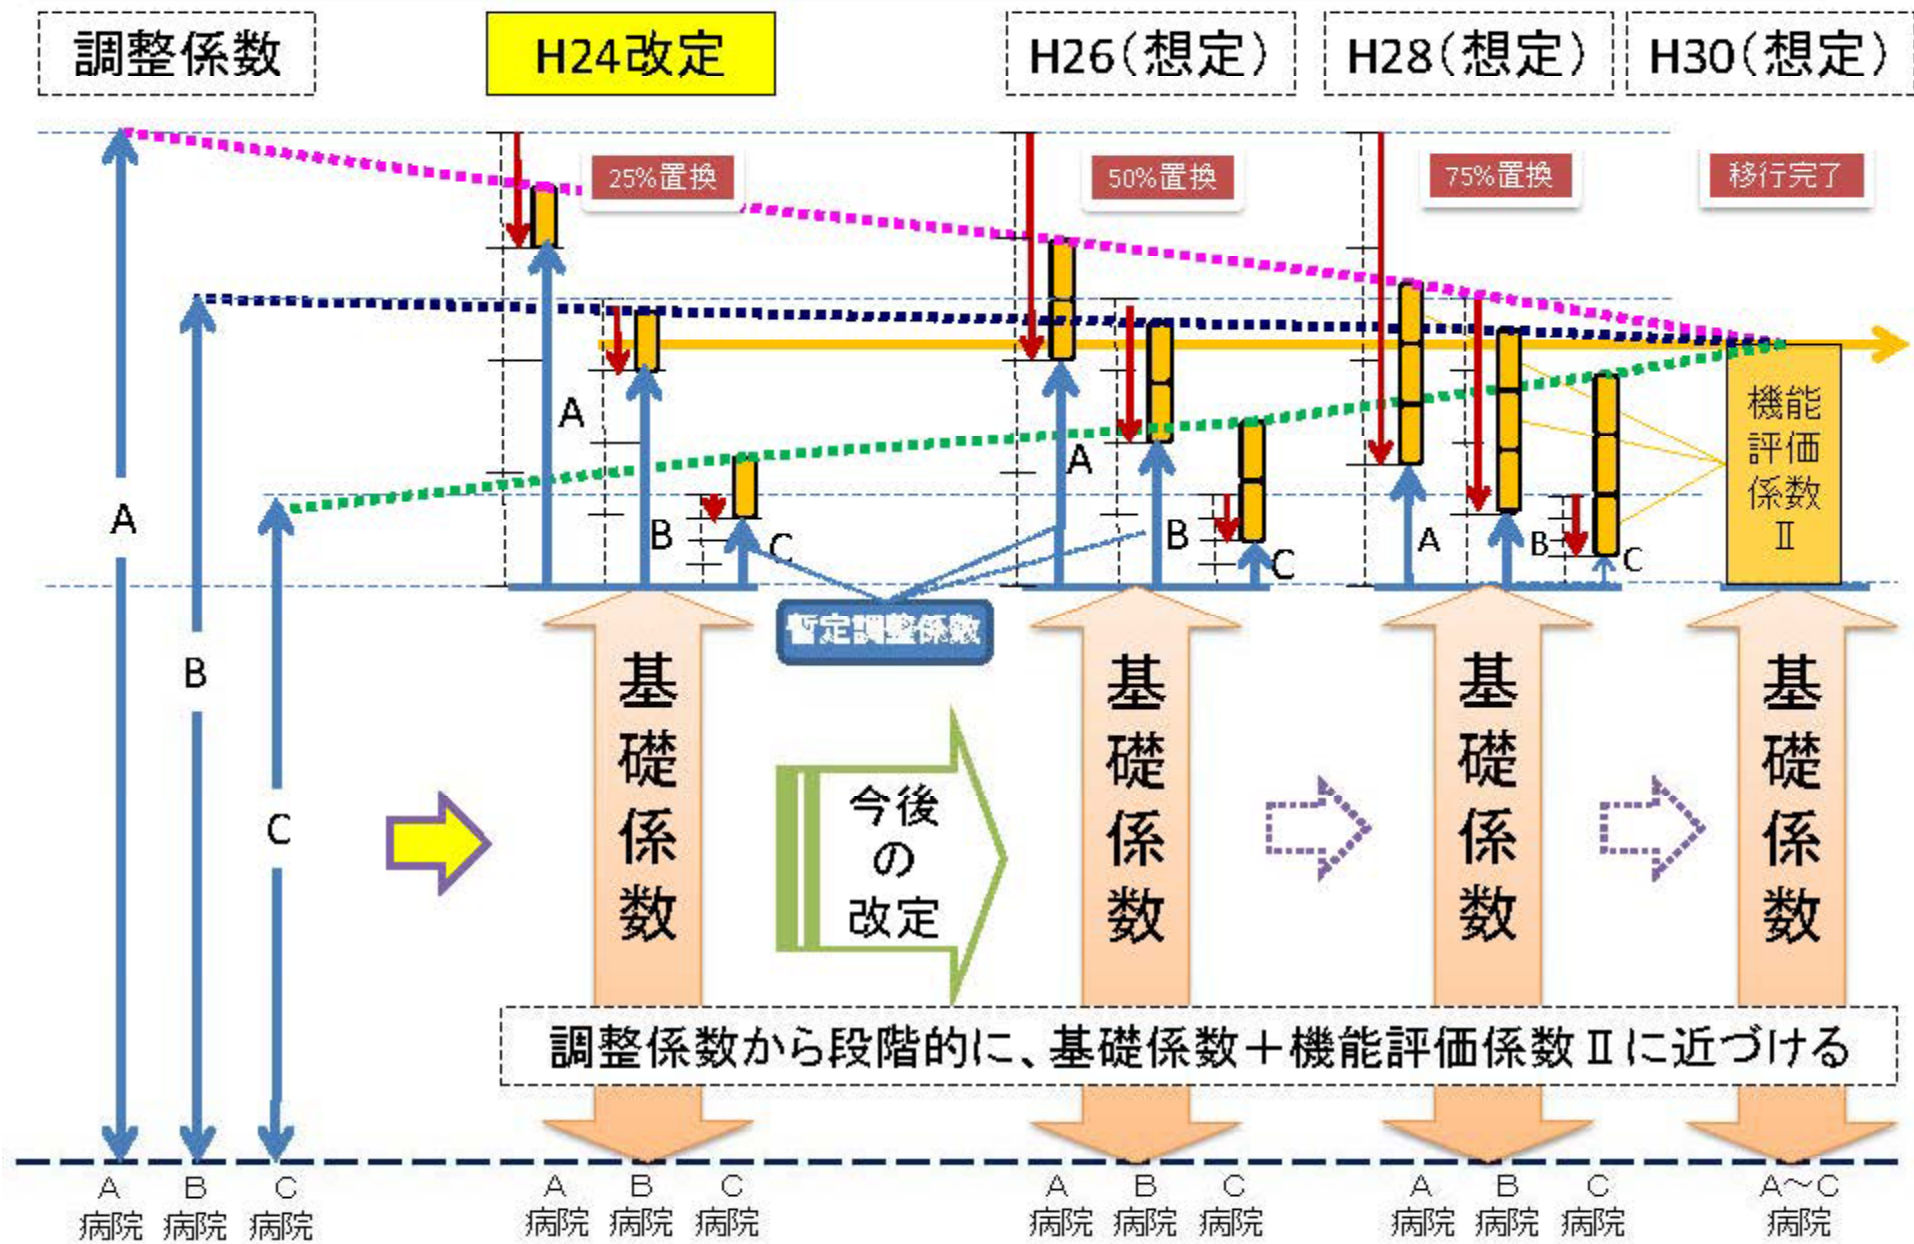 調整係数
H24改定
H26(想定)
H28(想定)
H30(想定)
25%置換
50%置換
75%置換
移行完了
A
B
C
A
B
C
A
B
C
A
B
C
機能
評価
係数
Ⅱ
暫定調整係数
基礎係数
基礎係数
基礎係数
基礎係数
今後
の
改定
調整係数から段階的に、基礎係数+機能評価係数Ⅱに近づける
A
病院
B
病院
C
病院
A
病院
B
病院
C
病院
A
病院
B
病院
C
病院
A
病院
B
病院
C
病院
A～C
病院